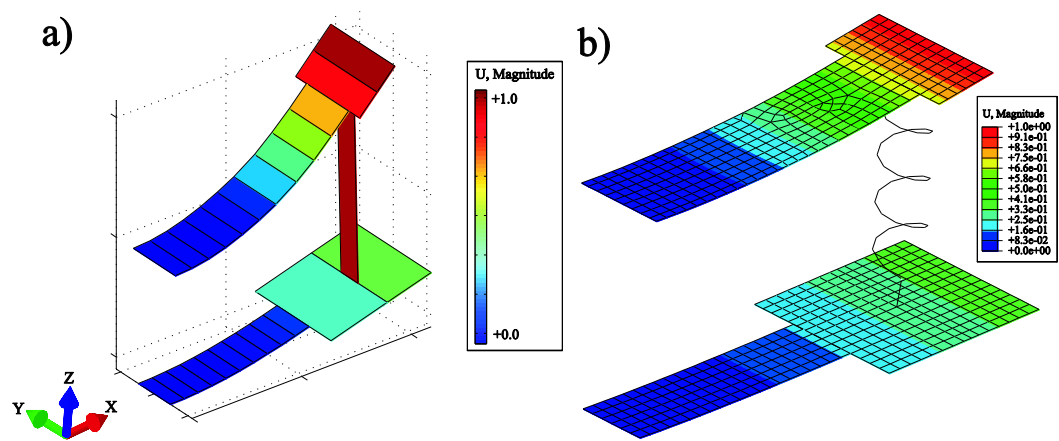 a)
b)
U, Magnitude
+1.0
+0.0
U, Magnitude
+1.0e+00
+9.1e-01
+8.3e-01
+7.5e-01
+6.6e-01
+5.8e-01
+5.0e-01
+4.1e-01
+3.3e-01
+2.5e-01
+1.6e-01
+8.3e-02
+0.0e+00
Z
Y
X